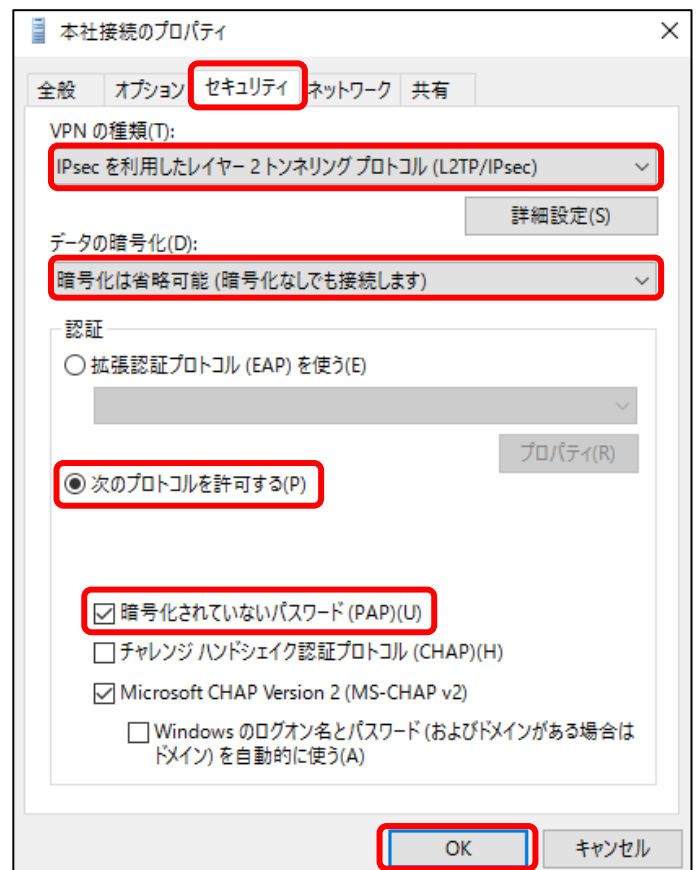 本社接続のプロパティ
全般 オプション セキュリティ ネットワーク 共有
VPN の種類(T):
IPsec を利用したレイヤー 2 トンネリング プロトコル (L2TP/IPsec)
詳細設定(S)
データの暗号化(D):
暗号化は省略可能 (暗号化なしでも接続します)
認証
拡張認証プロトコル (EAP) を使う(E)
プロパティ(R)
次のプロトコルを許可する(P)
暗号化されていないパスワード (PAP)(U)
チャレンジ ハンドシェイク認証プロトコル (CHAP)(H)
Microsoft CHAP Version 2 (MS-CHAP v2)
Windows のログオン名とパスワード (およびドメインがある場合は
ドメイン) を自動的に使う(A)
OK キャンセル